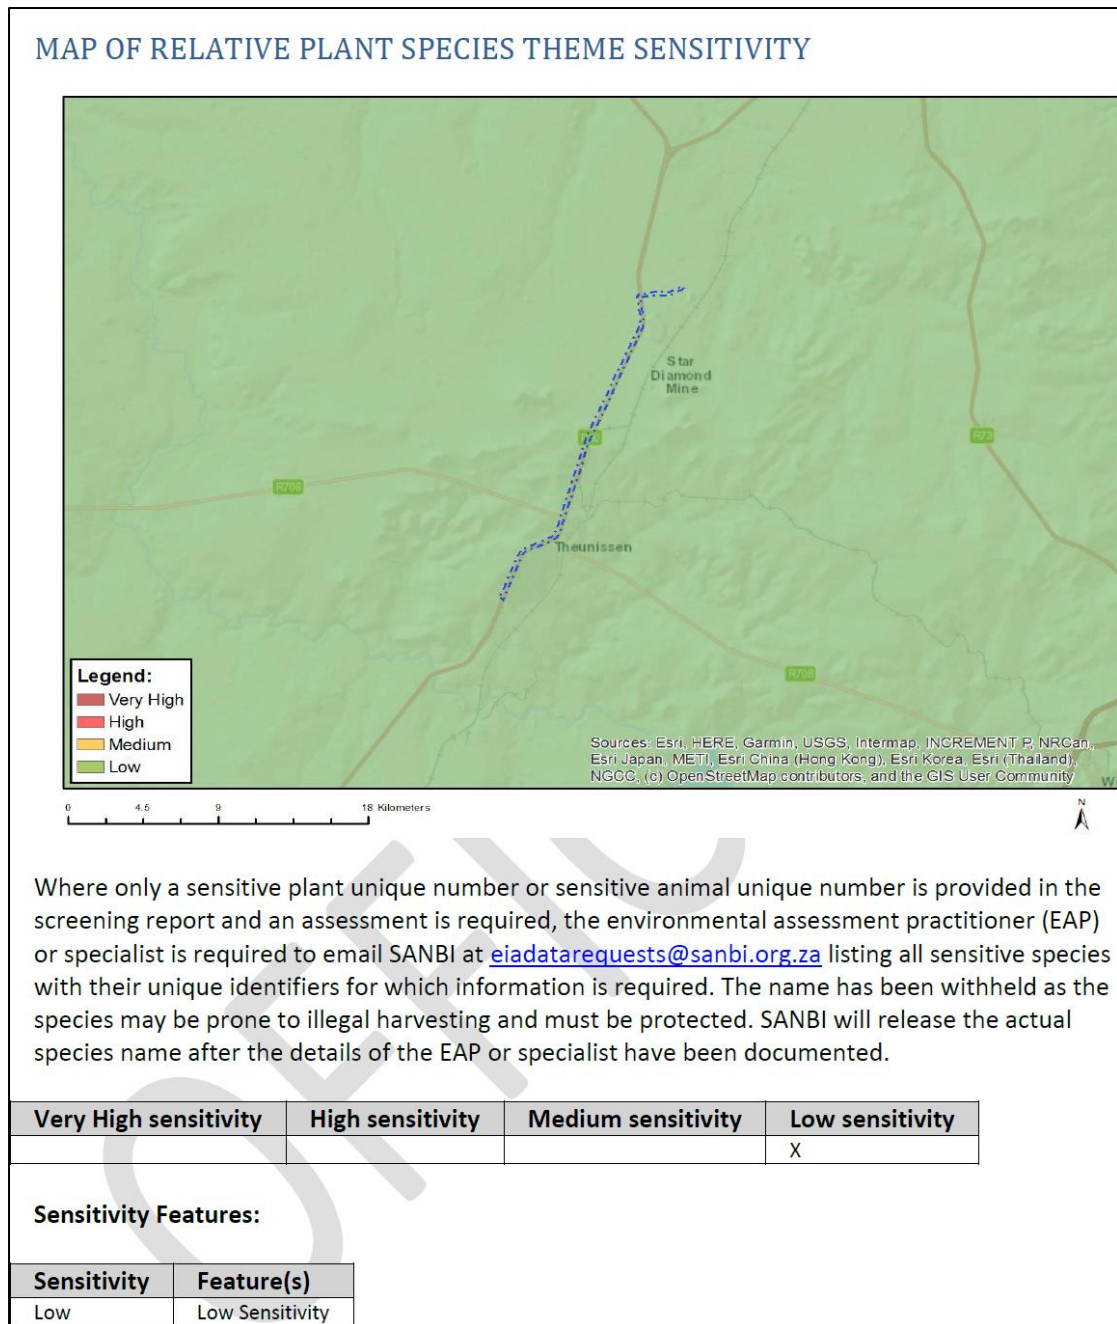 MAP OF RELATIVE PLANT SPECIES THEME SENSITIVITY
Star
Diamond
Mine
R73
R708
Theunissen
R708
Legend:
Very High
High
Medium
Low
Sources: Esri, HERE, Garmin, USGS, Intermap, INCREMENT P, NRCan,
Esri Japan, METI, Esri China (Hong Kong), Esri Korea, Esri (Thailand),
NGCC, (c) OpenStreetMap contributors, and the GIS User Community
0 4.5 9 18 Kilometers
N
Where only a sensitive plant unique number or sensitive animal unique number is provided in the
screening report and an assessment is required, the environmental assessment practitioner (EAP)
or specialist is required to email SANBI at eiadatarequests@sanbi.org.za listing all sensitive species
with their unique identifiers for which information is required. The name has been withheld as the
species may be prone to illegal harvesting and must be protected. SANBI will release the actual
species name after the details of the EAP or specialist have been documented.
Very High sensitivity High sensitivity Medium sensitivity Low sensitivity
X
Sensitivity Features:
Sensitivity Feature(s)
Low Low Sensitivity
OFFIC